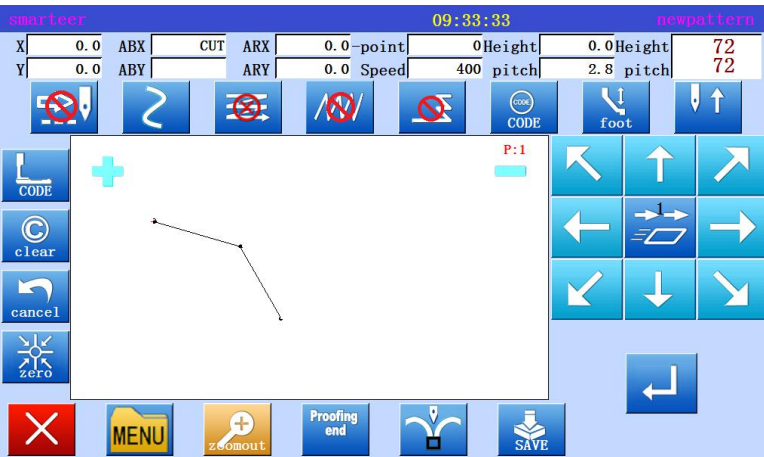 smarteer 09:33:33 newpattern
X 0.0 ABX CUT ARX 0.0 -point 0 Height 0.0 Height 72
Y 0.0 ABY ARY 0.0 Speed 400 pitch 2.8 pitch 72
CODE
CODE foot
P:1
CODE
1
C
clear
cancel
zero
MENU zoomout Proofing
end
SAVE